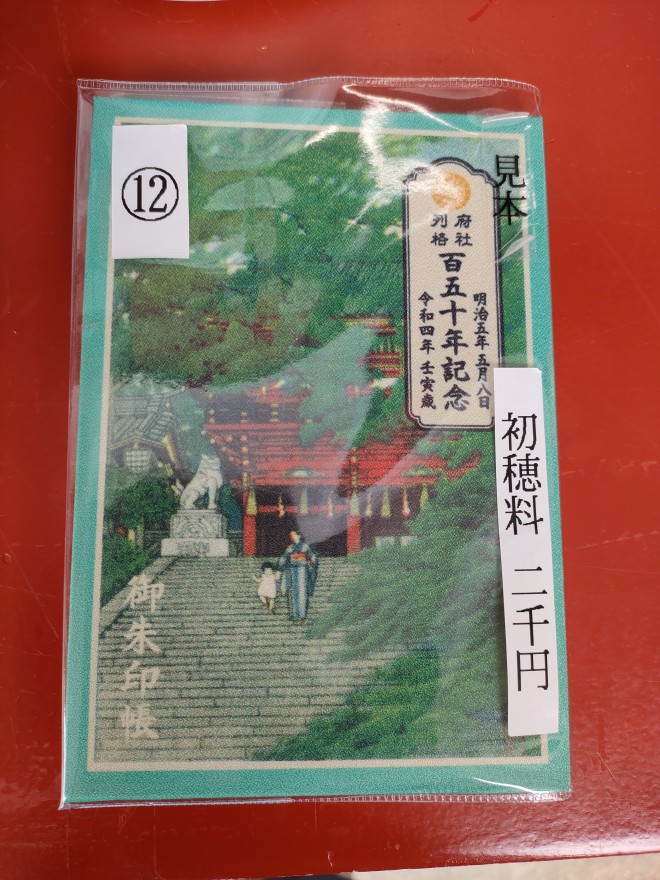 ⑫
見本
府社
列格
百五十年記念
明治五年五月八日
令和四年 壬寅歳
初穂料 二千円
御朱印帳